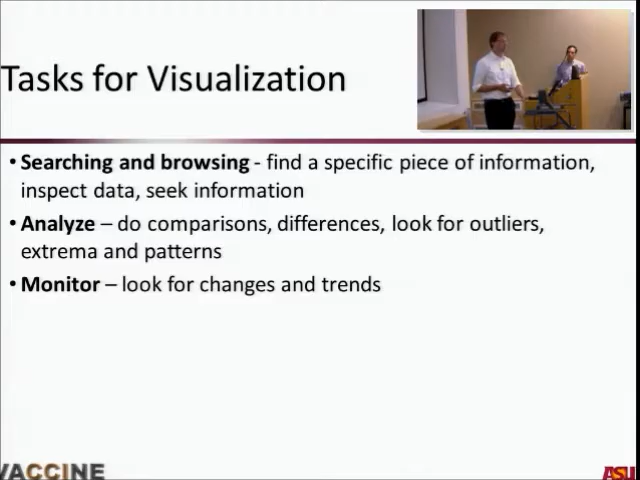 Tasks for Visualization
• Searching and browsing - find a specific piece of information,
inspect data, seek information
• Analyze – do comparisons, differences, look for outliers,
extrema and patterns
• Monitor – look for changes and trends
VACCINE
ASU